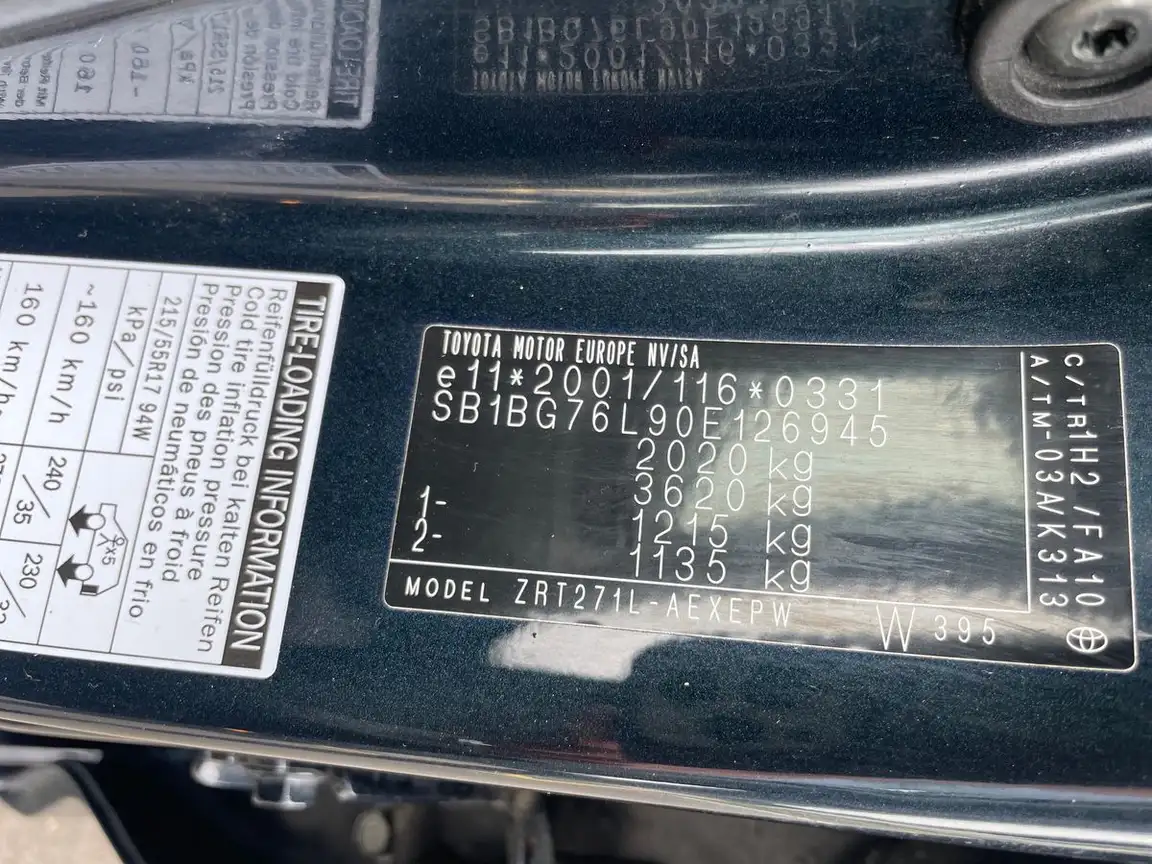 TOYOTA MOTOR EUROPE NV/SA
e11*2001/116*0331
SB1BG76L90E126945
2020 kg
3620 kg
1- 1215 kg
2- 1135 kg
MODEL ZRT271L-AEXEPW W395
C/TR1H2/FA10
A/TM-03A/K313
TIRE-LOADING INFORMATION
Reifenfülldruck bei kalten Reifen
Cold tire inflation pressure
Pression des pneus à froid
Presión de neumáticos en frio
215/55R17 94W
kPa/psi
x5
~160 km/h
240/35
230/33
160 km/h